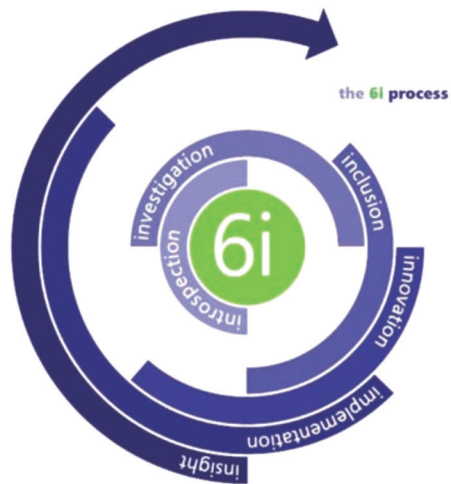 the 6i process
6i
introspection
investigation
inclusion
innovation
implementation
insight